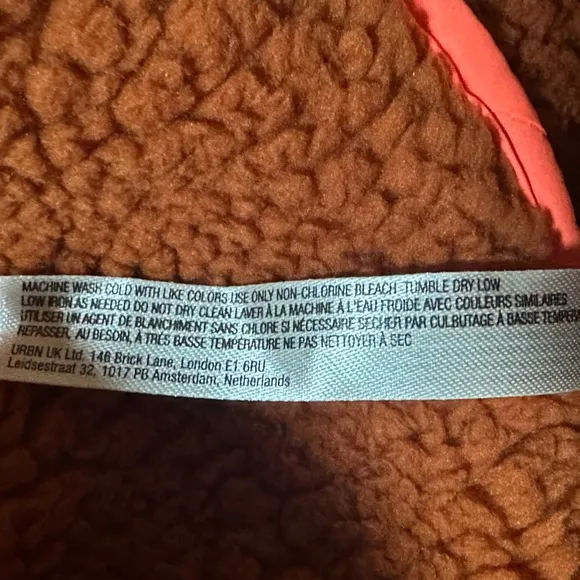 MACHINE WASH COLD WITH LIKE COLORS USE ONLY NON-CHLORINE BLEACH TUMBLE DRY LOW
LOW IRON AS NEEDED DO NOT DRY CLEAN LAVER À LA MACHINE À L'EAU FROIDE AVEC COULEURS SIMILAIRES
UTILISER UN AGENT DE BLANCHIMENT SANS CHLORE SI NÉCESSAIRE SECHER PAR CULBUTAGE À BASSE TEMPER
REPASSER, AU BESOIN, À TRÈS BASSE TEMPÉRATURE NE PAS NETTOYER À SEC
URBN UK Ltd. 146 Brick Lane, London E1 6RU
Leidsestraat 32, 1017 PB Amsterdam, Netherlands